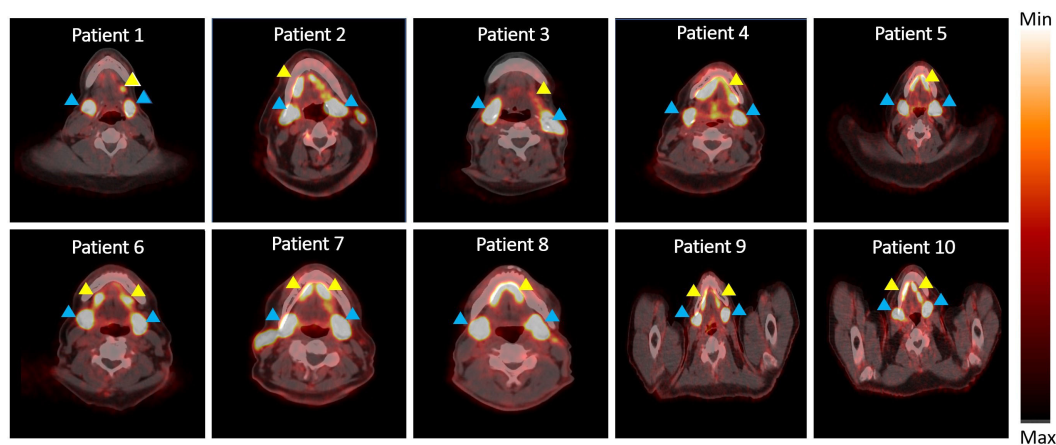 Patient 1
Patient 2
Patient 3
Patient 4
Patient 5
Min
Patient 6
Patient 7
Patient 8
Patient 9
Patient 10
Max